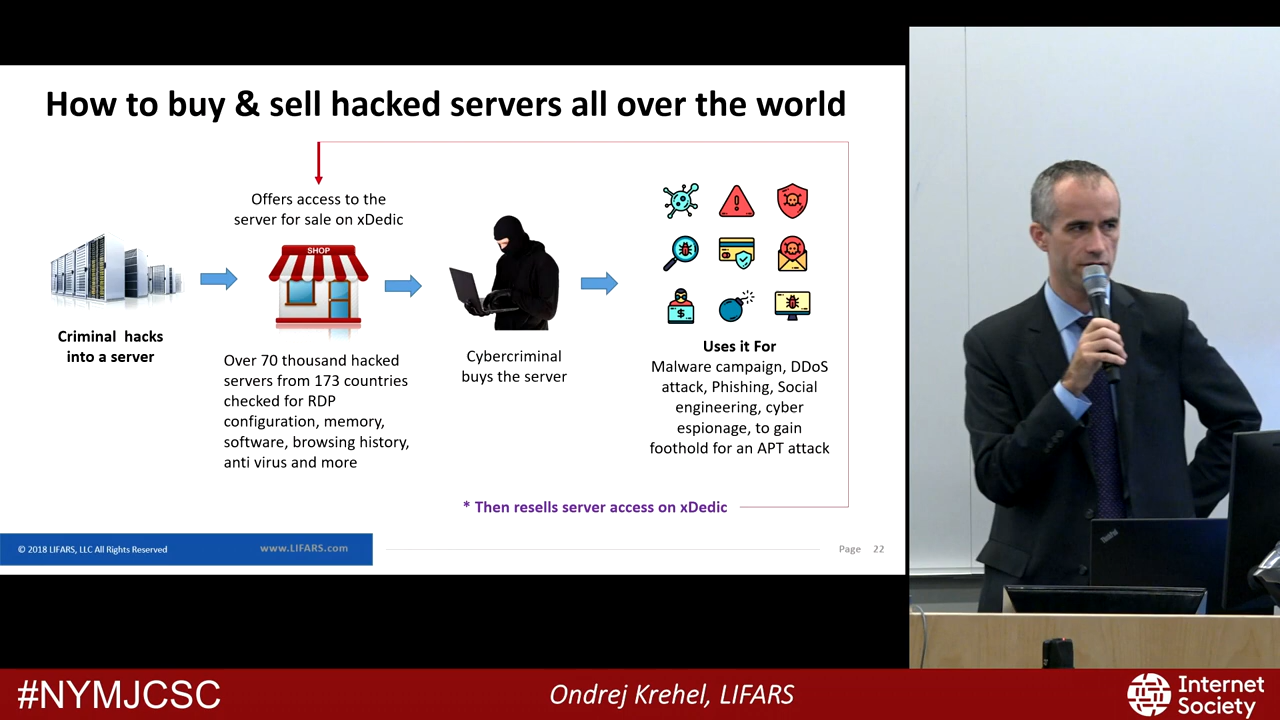 How to buy & sell hacked servers all over the world
Offers access to the
server for sale on xDedic
SHOP
Criminal hacks
into a server
Over 70 thousand hacked
servers from 173 countries
checked for RDP
configuration, memory,
software, browsing history,
anti virus and more
Cybercriminal
buys the server
$
Uses it For
Malware campaign, DDoS
attack, Phishing, Social
engineering, cyber
espionage, to gain
foothold for an APT attack
* Then resells server access on xDedic
© 2018 LIFARS, LLC All Rights Reserved
www.LIFARS.com
Page 22
ThinkPad
#NYMJCSC
Ondrej Krehel, LIFARS
Internet
Society